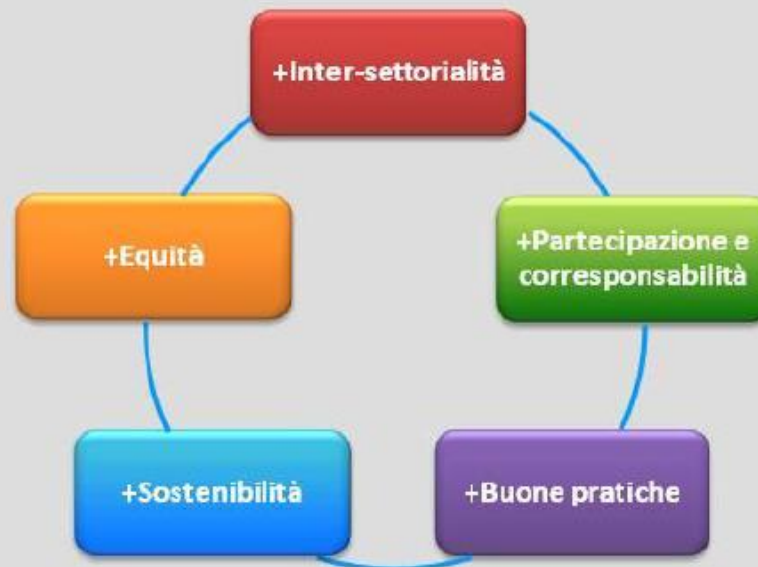 +Inter-settorialità
+Equità
+Partecipazione e
corresponsabilità
+Sostenibilità
+Buone pratiche